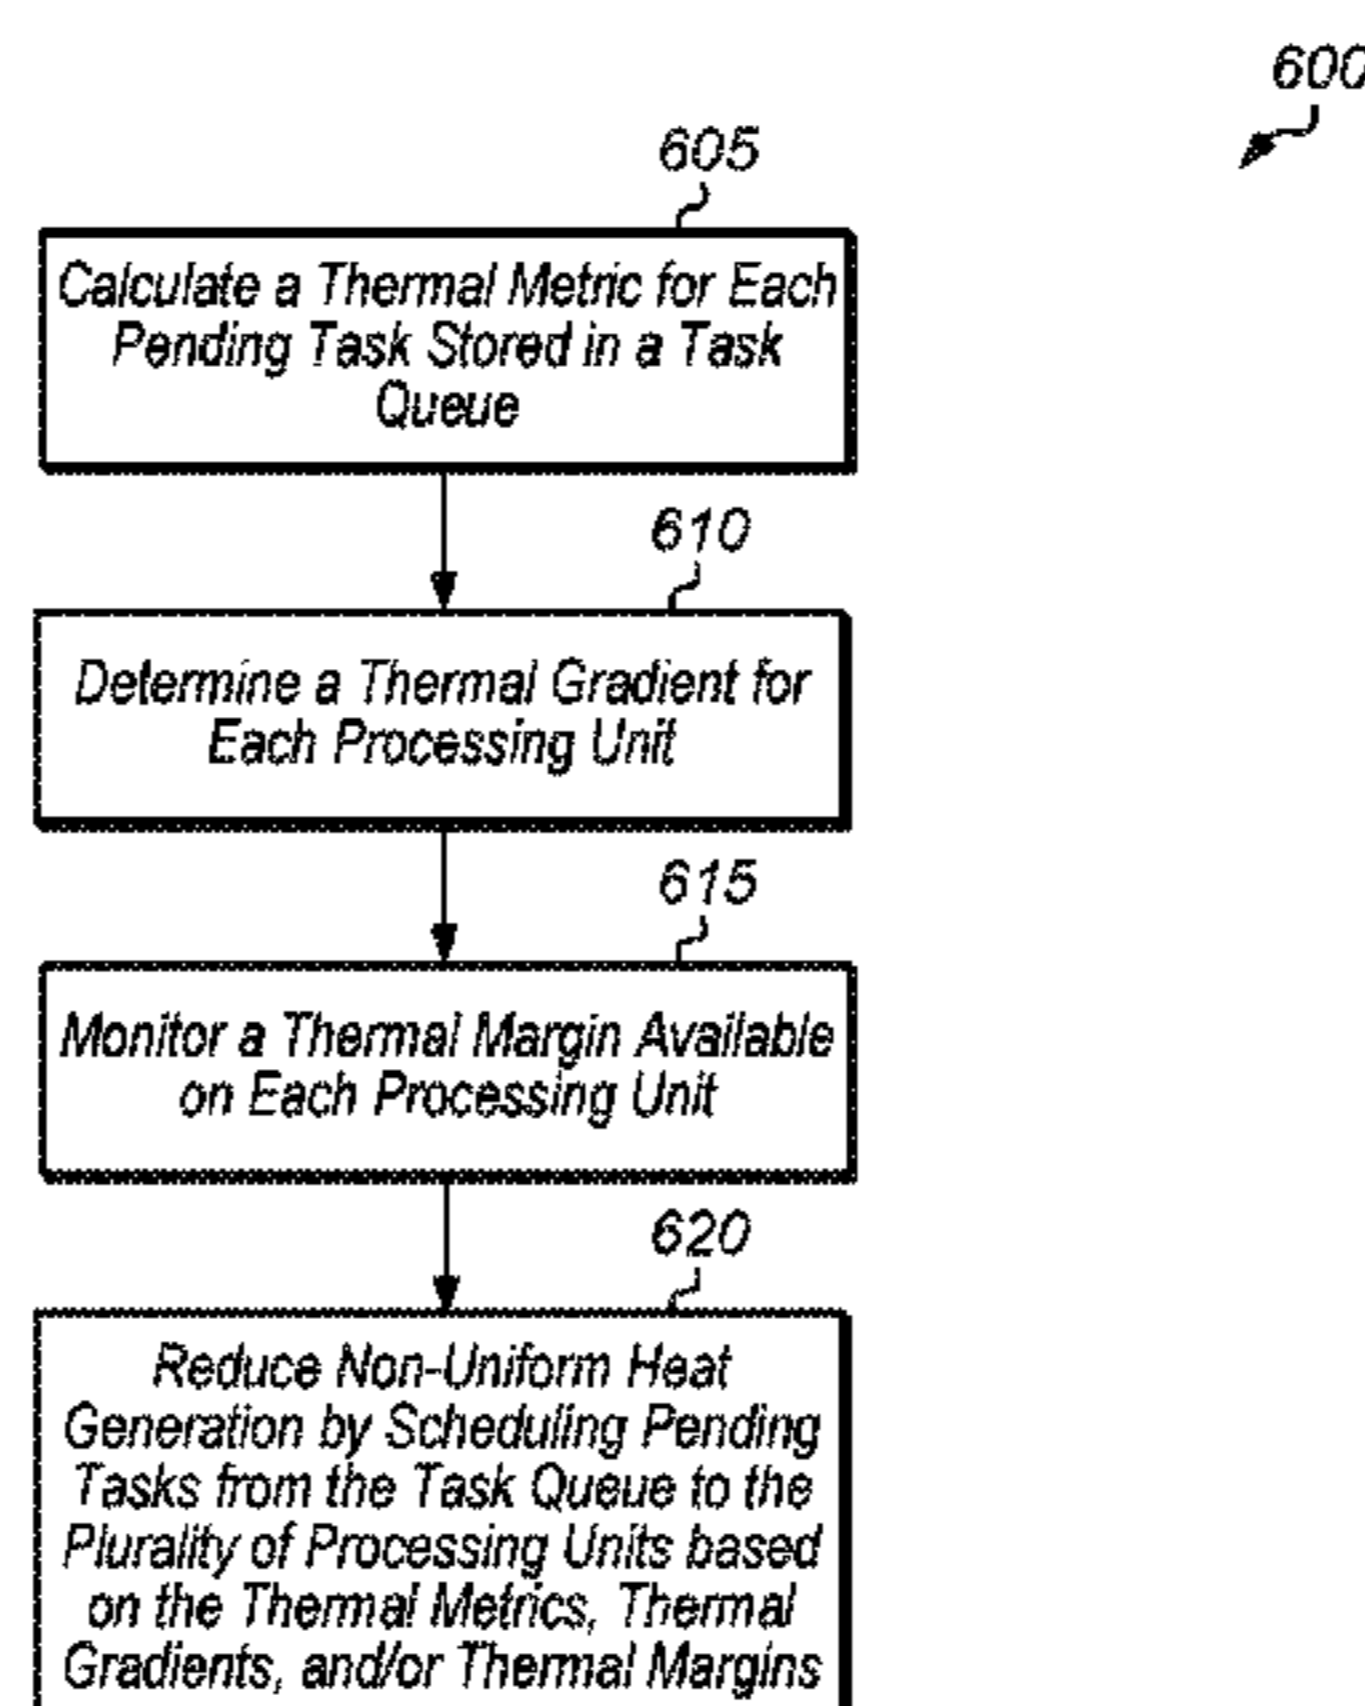 600
605
Calculate a Thermal Metric for Each
Pending Task Stored in a Task
Queue
610
Determine a Thermal Gradient for
Each Processing Unit
615
Monitor a Thermal Margin Available
on Each Processing Unit
620
Reduce Non-Uniform Heat
Generation by Scheduling Pending
Tasks from the Task Queue to the
Plurality of Processing Units based
on the Thermal Metrics, Thermal
Gradients, and/or Thermal Margins